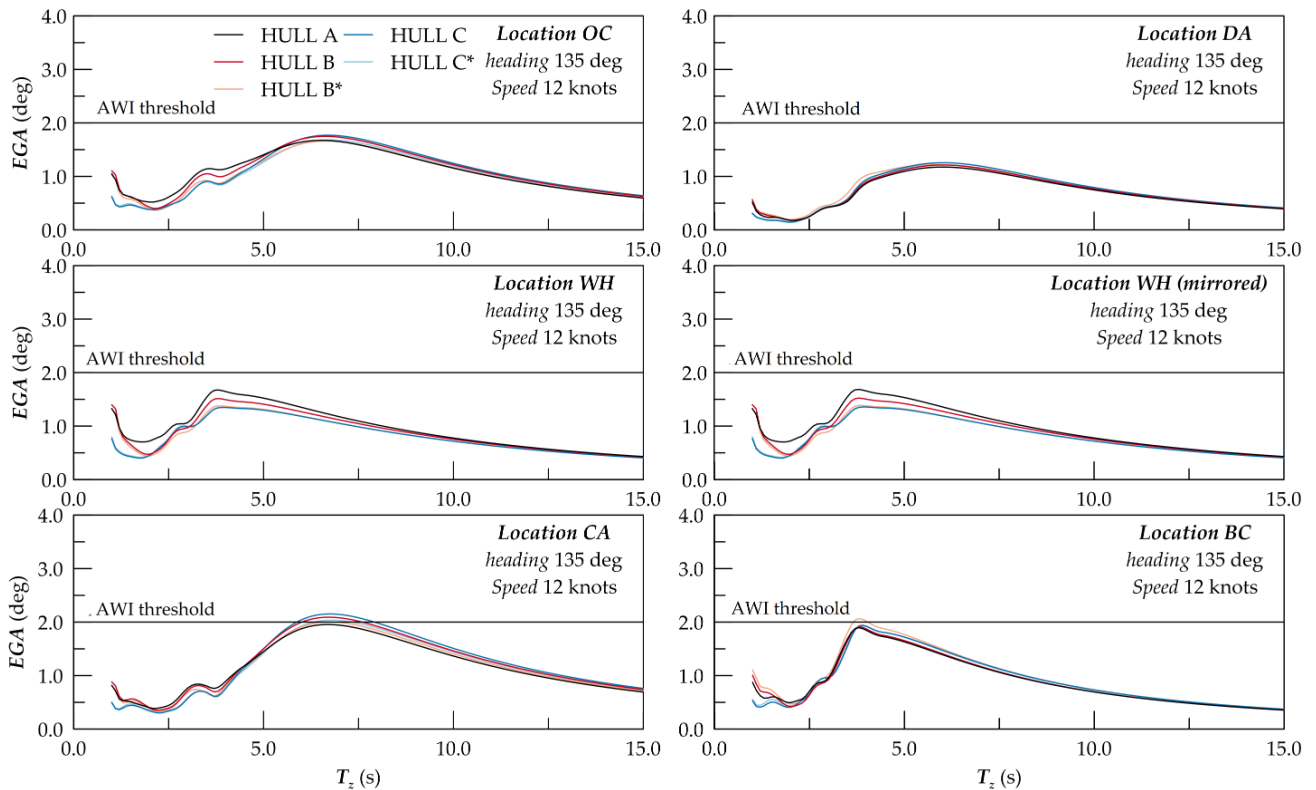 4.0
HULL A
HULL C
Location OC
HULL B
HULL C*
heading 135 deg
HULL B*
Speed 12 knots
3.0
AWI threshold
2.0
1.0
0.0
EGA (deg)
0.0
5.0
10.0
15.0
4.0
Location DA
heading 135 deg
3.0
Speed 12 knots
AWI threshold
2.0
1.0
0.0
0.0
5.0
10.0
15.0
4.0
Location WH
heading 135 deg
3.0
Speed 12 knots
AWI threshold
2.0
1.0
0.0
EGA (deg)
0.0
5.0
10.0
15.0
4.0
Location WH (mirrored)
heading 135 deg
3.0
Speed 12 knots
AWI threshold
2.0
1.0
0.0
0.0
5.0
10.0
15.0
4.0
Location CA
heading 135 deg
3.0
Speed 12 knots
AWI threshold
2.0
1.0
0.0
EGA (deg)
0.0
5.0
10.0
15.0
Tz (s)
4.0
Location BC
heading 135 deg
3.0
Speed 12 knots
AWI threshold
2.0
1.0
0.0
0.0
5.0
10.0
15.0
Tz (s)